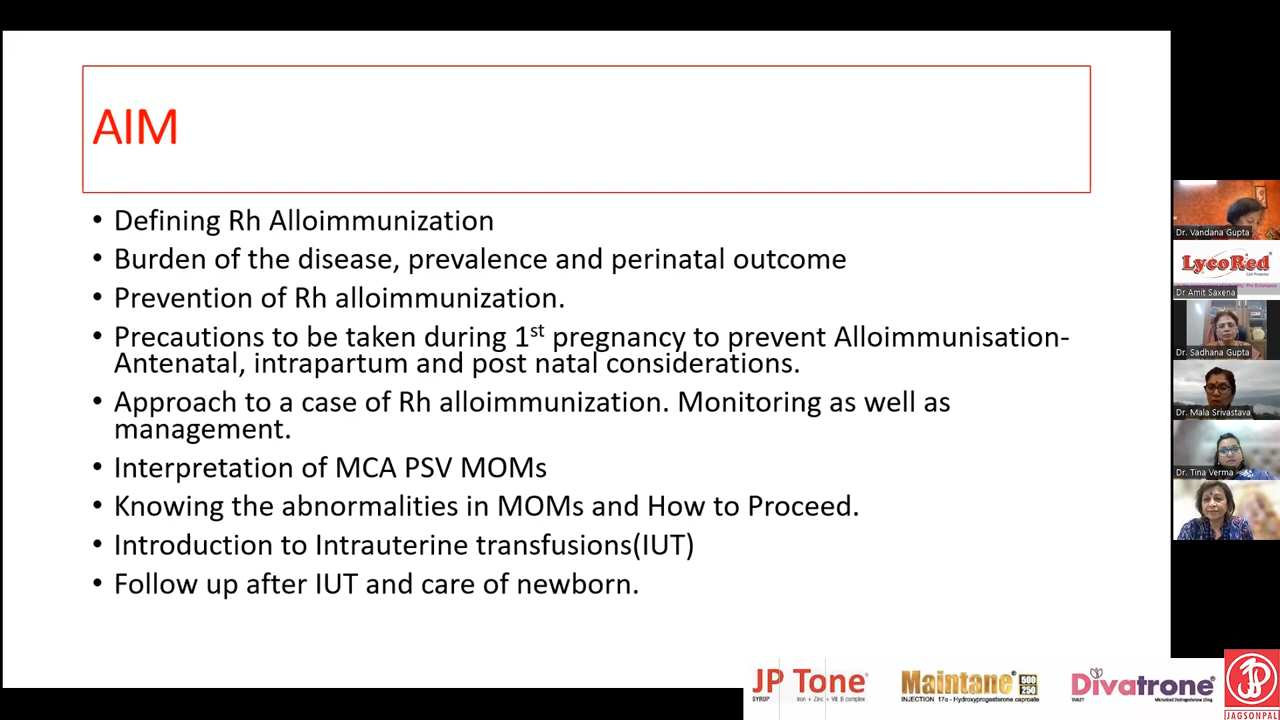 AIM
• Defining Rh Alloimmunization
• Burden of the disease, prevalence and perinatal outcome
• Prevention of Rh alloimmunization.
• Precautions to be taken during 1st pregnancy to prevent Alloimmunisation-
Antenatal, intrapartum and post natal considerations.
• Approach to a case of Rh alloimmunization. Monitoring as well as
management.
• Interpretation of MCA PSV MOMs
• Knowing the abnormalities in MOMs and How to Proceed.
• Introduction to Intrauterine transfusions(IUT)
• Follow up after IUT and care of newborn.
Dr. Vandana Gupta
LycoRed
Dr Amit Saxena
Dr. Sadhana Gupta
Dr. Mala Srivastava
Dr. Tina Verma
JP Tone®
SYRUP Iron + Zinc + Vit. B complex
Maintane® 500 250
INJECTION 17α - Hydroxyprogesterone caproate
Divatrone®
TABLET
JAGSONPAL